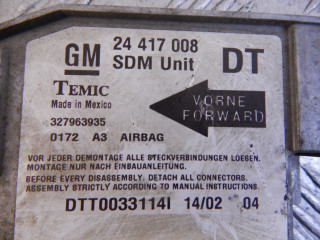 GM 24 417 008 DT
SDM Unit
TEMIC
Made in Mexico
VORNE
FORWARD
327963935
0172 A3 AIRBAG
VOR JEDER DEMONTAGE ALLE STECKVERBINDUNGEN LOESEN.
MONTAGE NUR NACH EINBAUANLEITUNG.
BEFORE EVERY DISASSEMBLY, DETACH ALL CONNECTORS.
ASSEMBLY STRICTLY ACCORDING TO MANUAL INSTRUCTIONS.
DTT0033114I 14/02 04